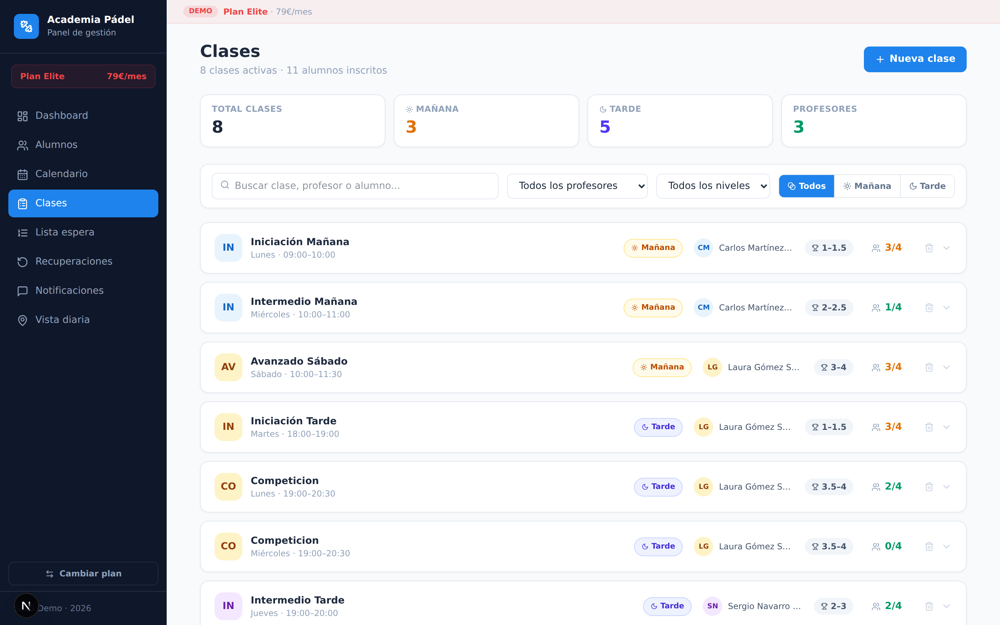 Academia Pádel
Panel de gestión
Plan Elite 79€/mes
Dashboard
Alumnos
Calendario
Clases
Lista espera
Recuperaciones
Notificaciones
Vista diaria
Cambiar plan
N
Demo · 2026
DEMO Plan Elite · 79€/mes
Clases
8 clases activas · 11 alumnos inscritos
+ Nueva clase
TOTAL CLASES
8
MAÑANA
3
TARDE
5
PROFESORES
3
Buscar clase, profesor o alumno...
Todos los profesores
Todos los niveles
Todos
Mañana
Tarde
IN
Iniciación Mañana
Lunes · 09:00–10:00
Mañana CM Carlos Martínez... 1–1.5 3/4
IN
Intermedio Mañana
Miércoles · 10:00–11:00
Mañana CM Carlos Martínez... 2–2.5 1/4
AV
Avanzado Sábado
Sábado · 10:00–11:30
Mañana LG Laura Gómez S... 3–4 3/4
IN
Iniciación Tarde
Martes · 18:00–19:00
Tarde LG Laura Gómez S... 1–1.5 3/4
CO
Competicion
Lunes · 19:00–20:30
Tarde LG Laura Gómez S... 3.5–4 2/4
CO
Competicion
Miércoles · 19:00–20:30
Tarde LG Laura Gómez S... 3.5–4 0/4
IN
Intermedio Tarde
Jueves · 19:00–20:00
Tarde SN Sergio Navarro ... 2–3 2/4